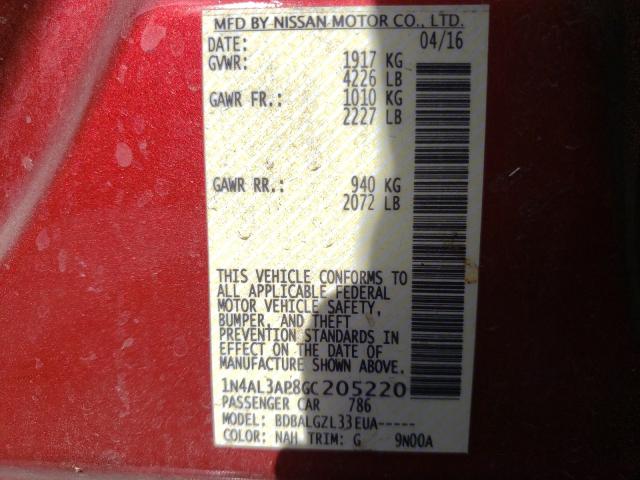 MFD BY NISSAN MOTOR CO., LTD.
DATE: 04/16
GVWR: 1917 KG
4226 LB
GAWR FR.: 1010 KG
2227 LB
GAWR RR.: 940 KG
2072 LB
THIS VEHICLE CONFORMS TO
ALL APPLICABLE FEDERAL
MOTOR VEHICLE SAFETY,
BUMPER, AND THEFT
PREVENTION STANDARDS IN
EFFECT ON THE DATE OF
MANUFACTURE SHOWN ABOVE.
1N4AL3AP8GC205220
PASSENGER CAR 786
MODEL: BDBALGZL33EUA-----
COLOR: NAH TRIM: G 9N00A